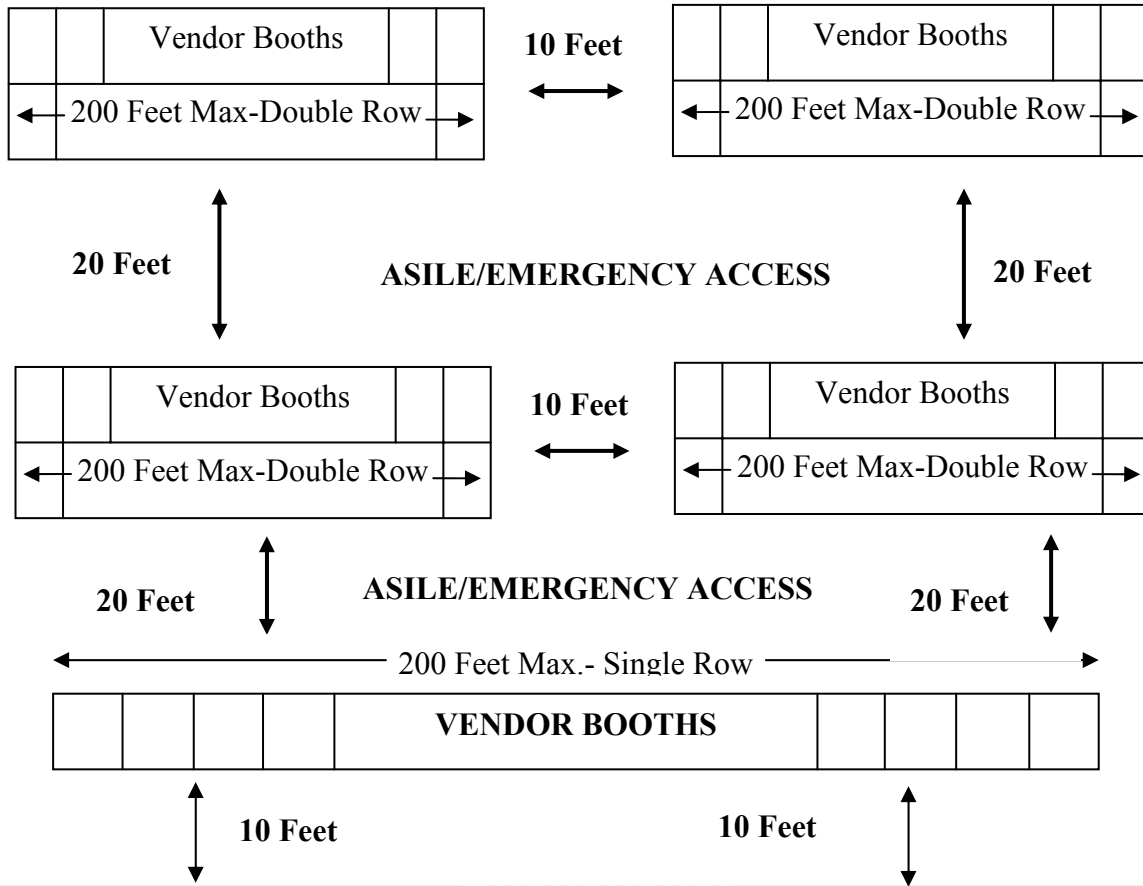 Vendor Booths
10 Feet
Vendor Booths
200 Feet Max-Double Row
200 Feet Max-Double Row
20 Feet
ASILE/EMERGENCY ACCESS
20 Feet
Vendor Booths
10 Feet
Vendor Booths
200 Feet Max-Double Row
200 Feet Max-Double Row
20 Feet
ASILE/EMERGENCY ACCESS
20 Feet
200 Feet Max.- Single Row
VENDOR BOOTHS
10 Feet
10 Feet